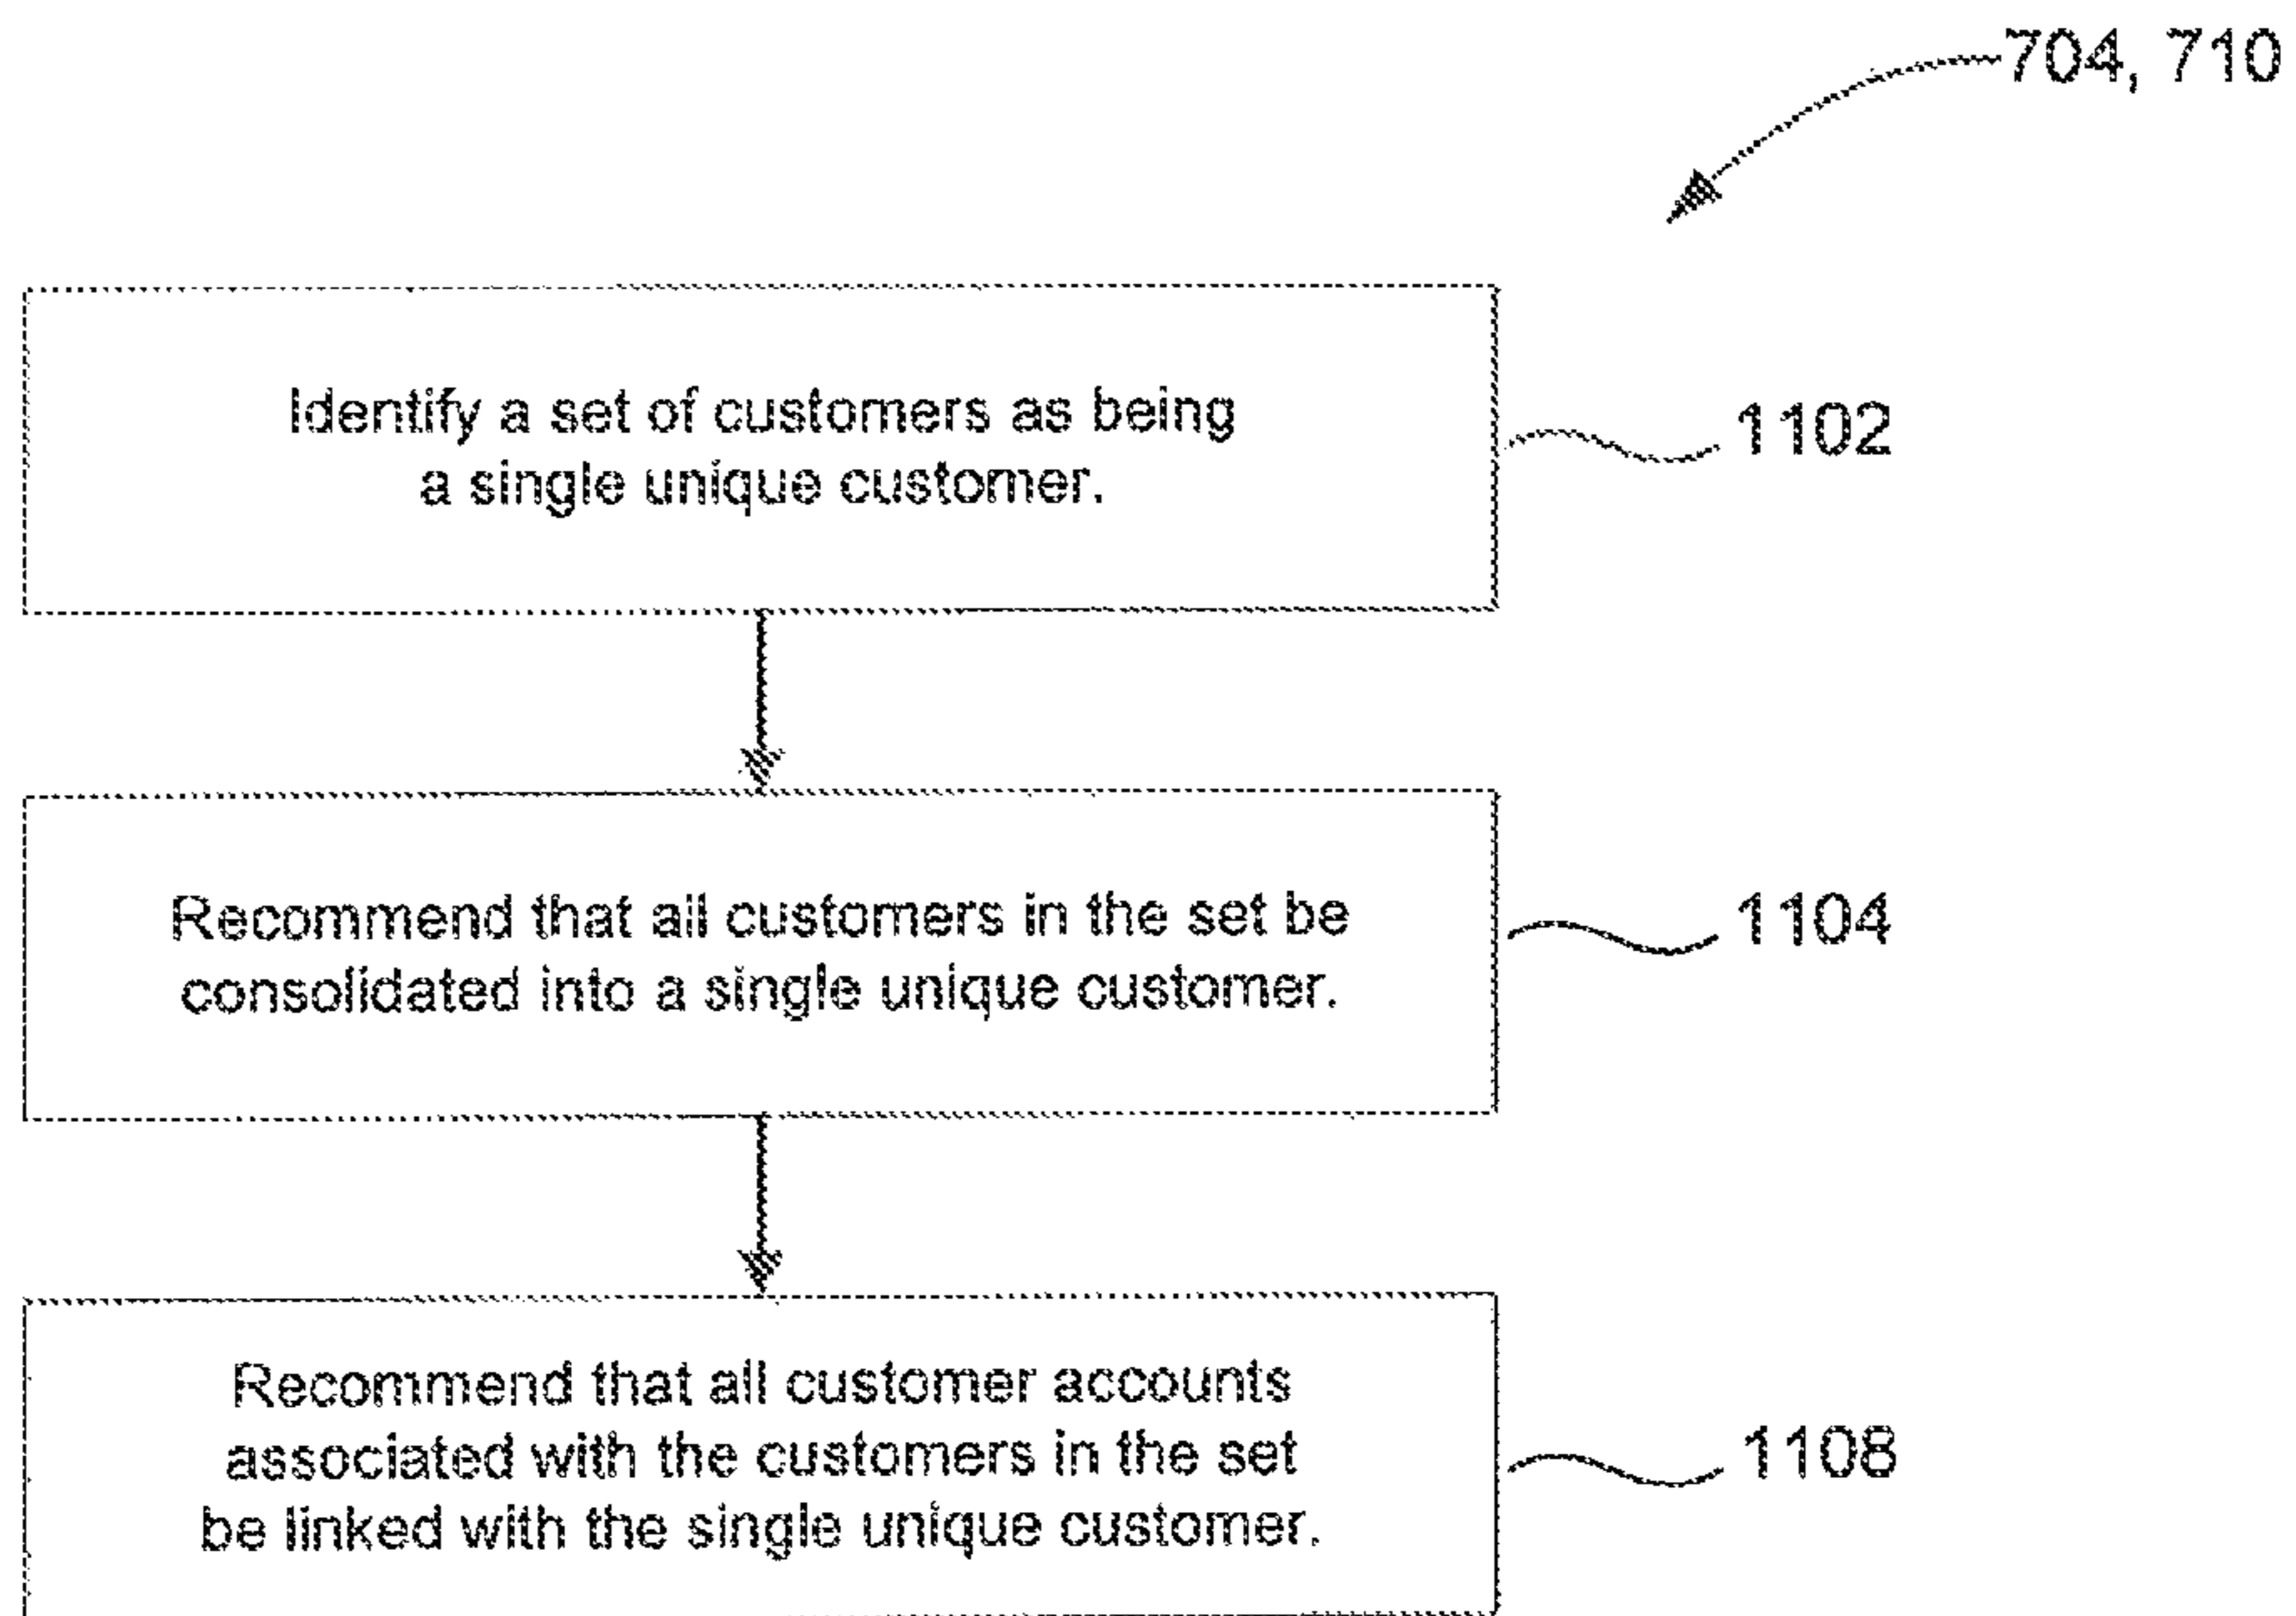 704, 710
Identify a set of customers as being
a single unique customer.
1102
Recommend that all customers in the set be
consolidated into a single unique customer.
1104
Recommend that all customer accounts
associated with the customers in the set
be linked with the single unique customer.
1108